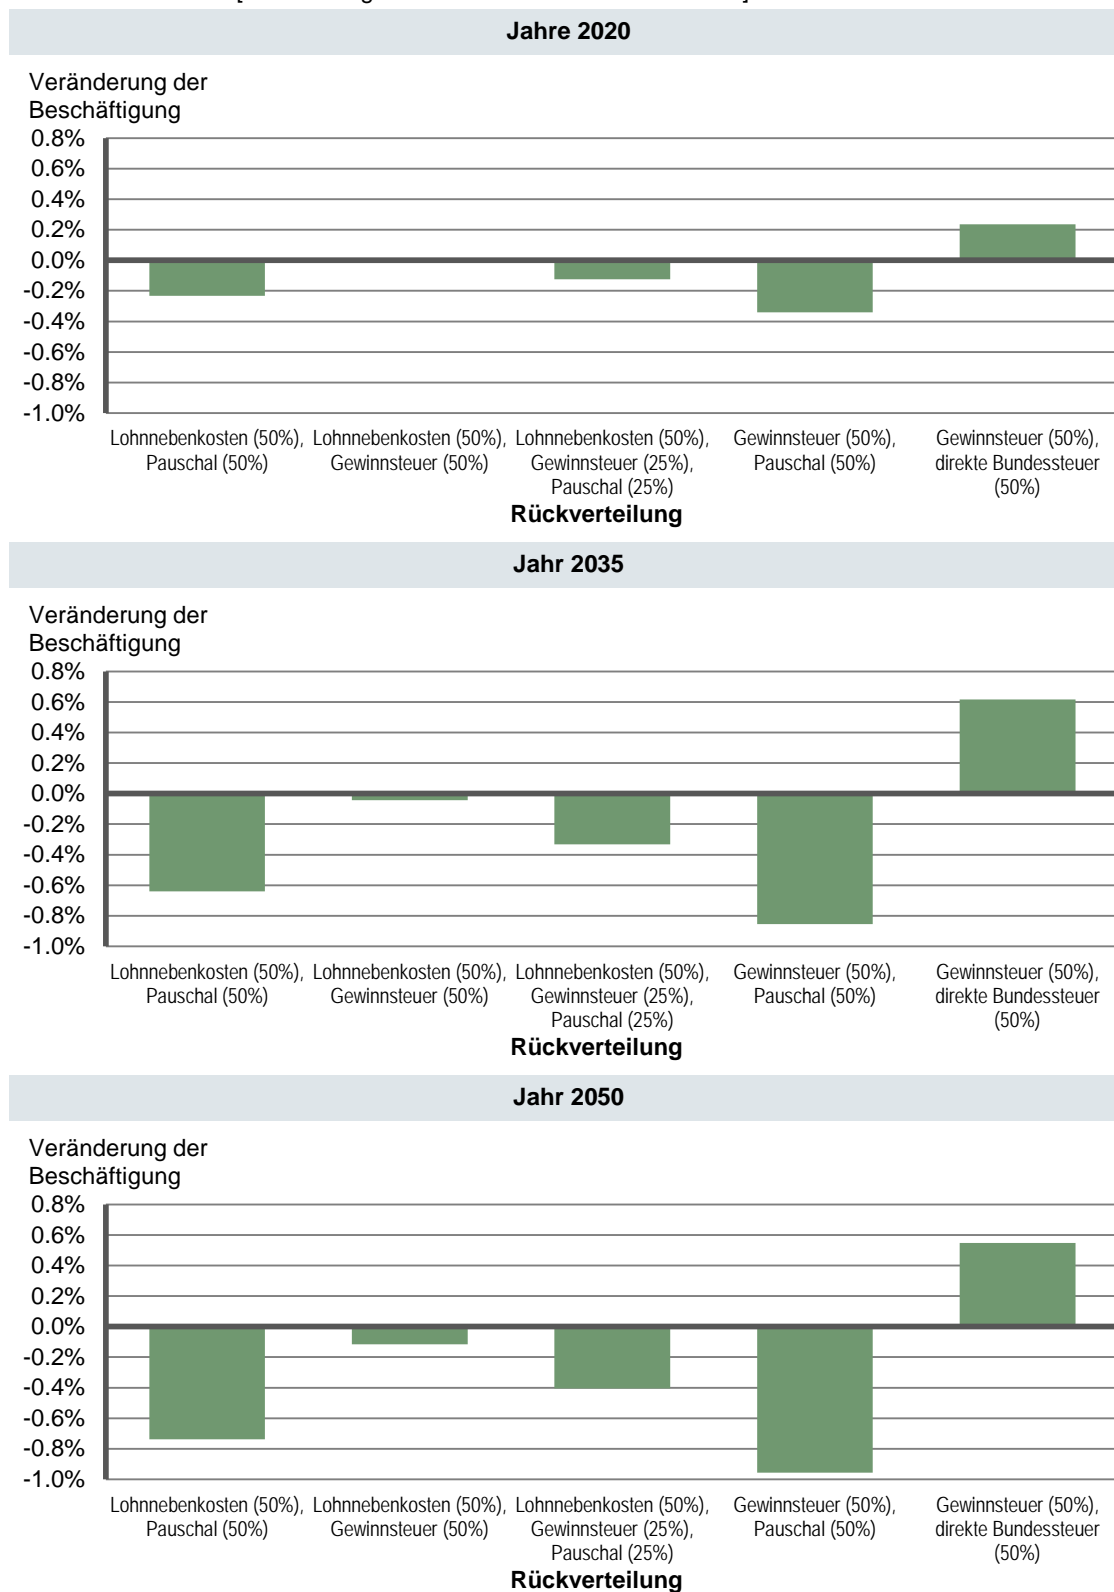 Jahre 2020
Veränderung der
Beschäftigung
0.8%
0.6%
0.4%
0.2%
0.0%
-0.2%
-0.4%
-0.6%
-0.8%
-1.0%
Lohnnebenkosten (50%), Lohnnebenkosten (50%), Lohnnebenkosten (50%), Gewinnsteuer (50%), Gewinnsteuer (50%),
Pauschal (50%) Gewinnsteuer (50%) Gewinnsteuer (25%), Pauschal (50%) direkte Bundessteuer
Pauschal (25%) (50%)
Rückverteilung
Jahr 2035
Veränderung der
Beschäftigung
0.8%
0.6%
0.4%
0.2%
0.0%
-0.2%
-0.4%
-0.6%
-0.8%
-1.0%
Lohnnebenkosten (50%), Lohnnebenkosten (50%), Lohnnebenkosten (50%), Gewinnsteuer (50%), Gewinnsteuer (50%),
Pauschal (50%) Gewinnsteuer (50%) Gewinnsteuer (25%), Pauschal (50%) direkte Bundessteuer
Pauschal (25%) (50%)
Rückverteilung
Jahr 2050
Veränderung der
Beschäftigung
0.8%
0.6%
0.4%
0.2%
0.0%
-0.2%
-0.4%
-0.6%
-0.8%
-1.0%
Lohnnebenkosten (50%), Lohnnebenkosten (50%), Lohnnebenkosten (50%), Gewinnsteuer (50%), Gewinnsteuer (50%),
Pauschal (50%) Gewinnsteuer (50%) Gewinnsteuer (25%), Pauschal (50%) direkte Bundessteuer
Pauschal (25%) (50%)
Rückverteilung